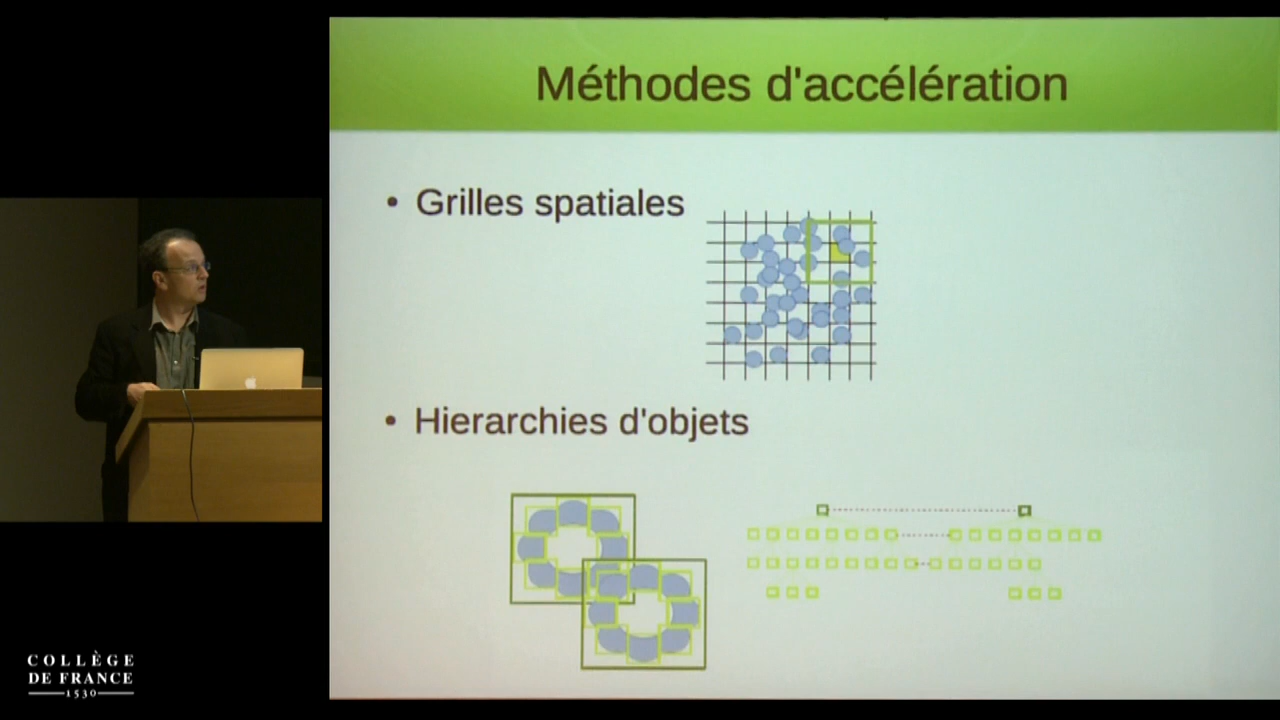 Méthodes d'accélération
• Grilles spatiales
• Hierarchies d'objets
COLLÈGE
DE FRANCE
1530